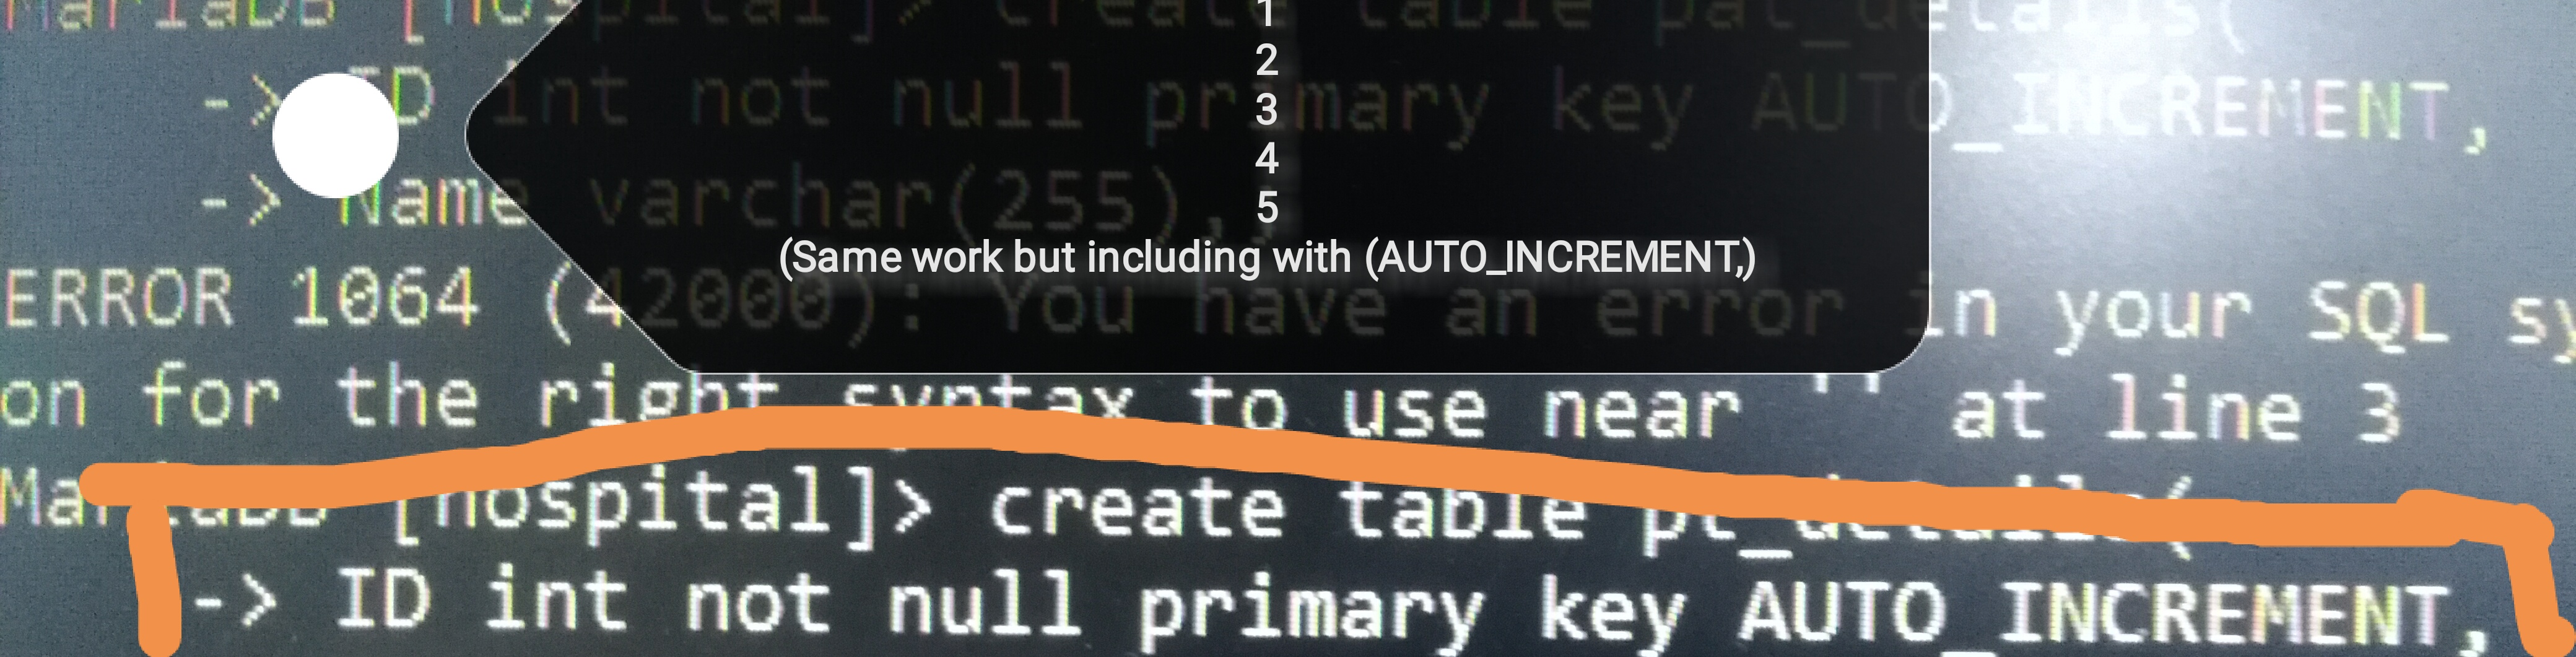 MariaDB [hospital]> create table pat_details(
1
2
-> ID int not null primary key AUTO_INCREMENT,
3
4
-> Name varchar(255),;
5
(Same work but including with (AUTO_INCREMENT,)
ERROR 1064 (42000): You have an error in your SQL sy
on for the right syntax to use near '' at line 3
MariaDB [hospital]> create table pt_details(
-> ID int not null primary key AUTO_INCREMENT,